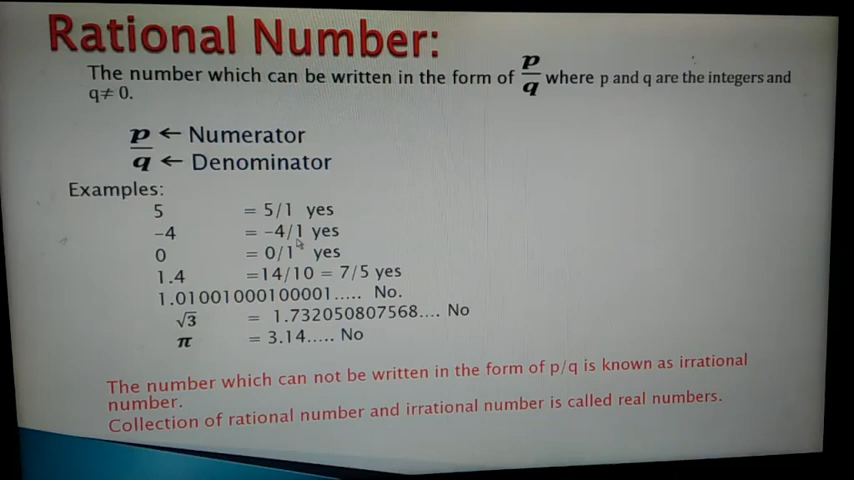 Rational Number:
The number which can be written in the form of p/q where p and q are the integers and
q≠ 0.
p ← Numerator
q ← Denominator
Examples:
5 = 5/1 yes
-4 = -4/1 yes
0 = 0/1 yes
1.4 =14/10 = 7/5 yes
1.01001000100001..... No.
√3 = 1.732050807568.... No
π = 3.14..... No
The number which can not be written in the form of p/q is known as irrational
number.
Collection of rational number and irrational number is called real numbers.